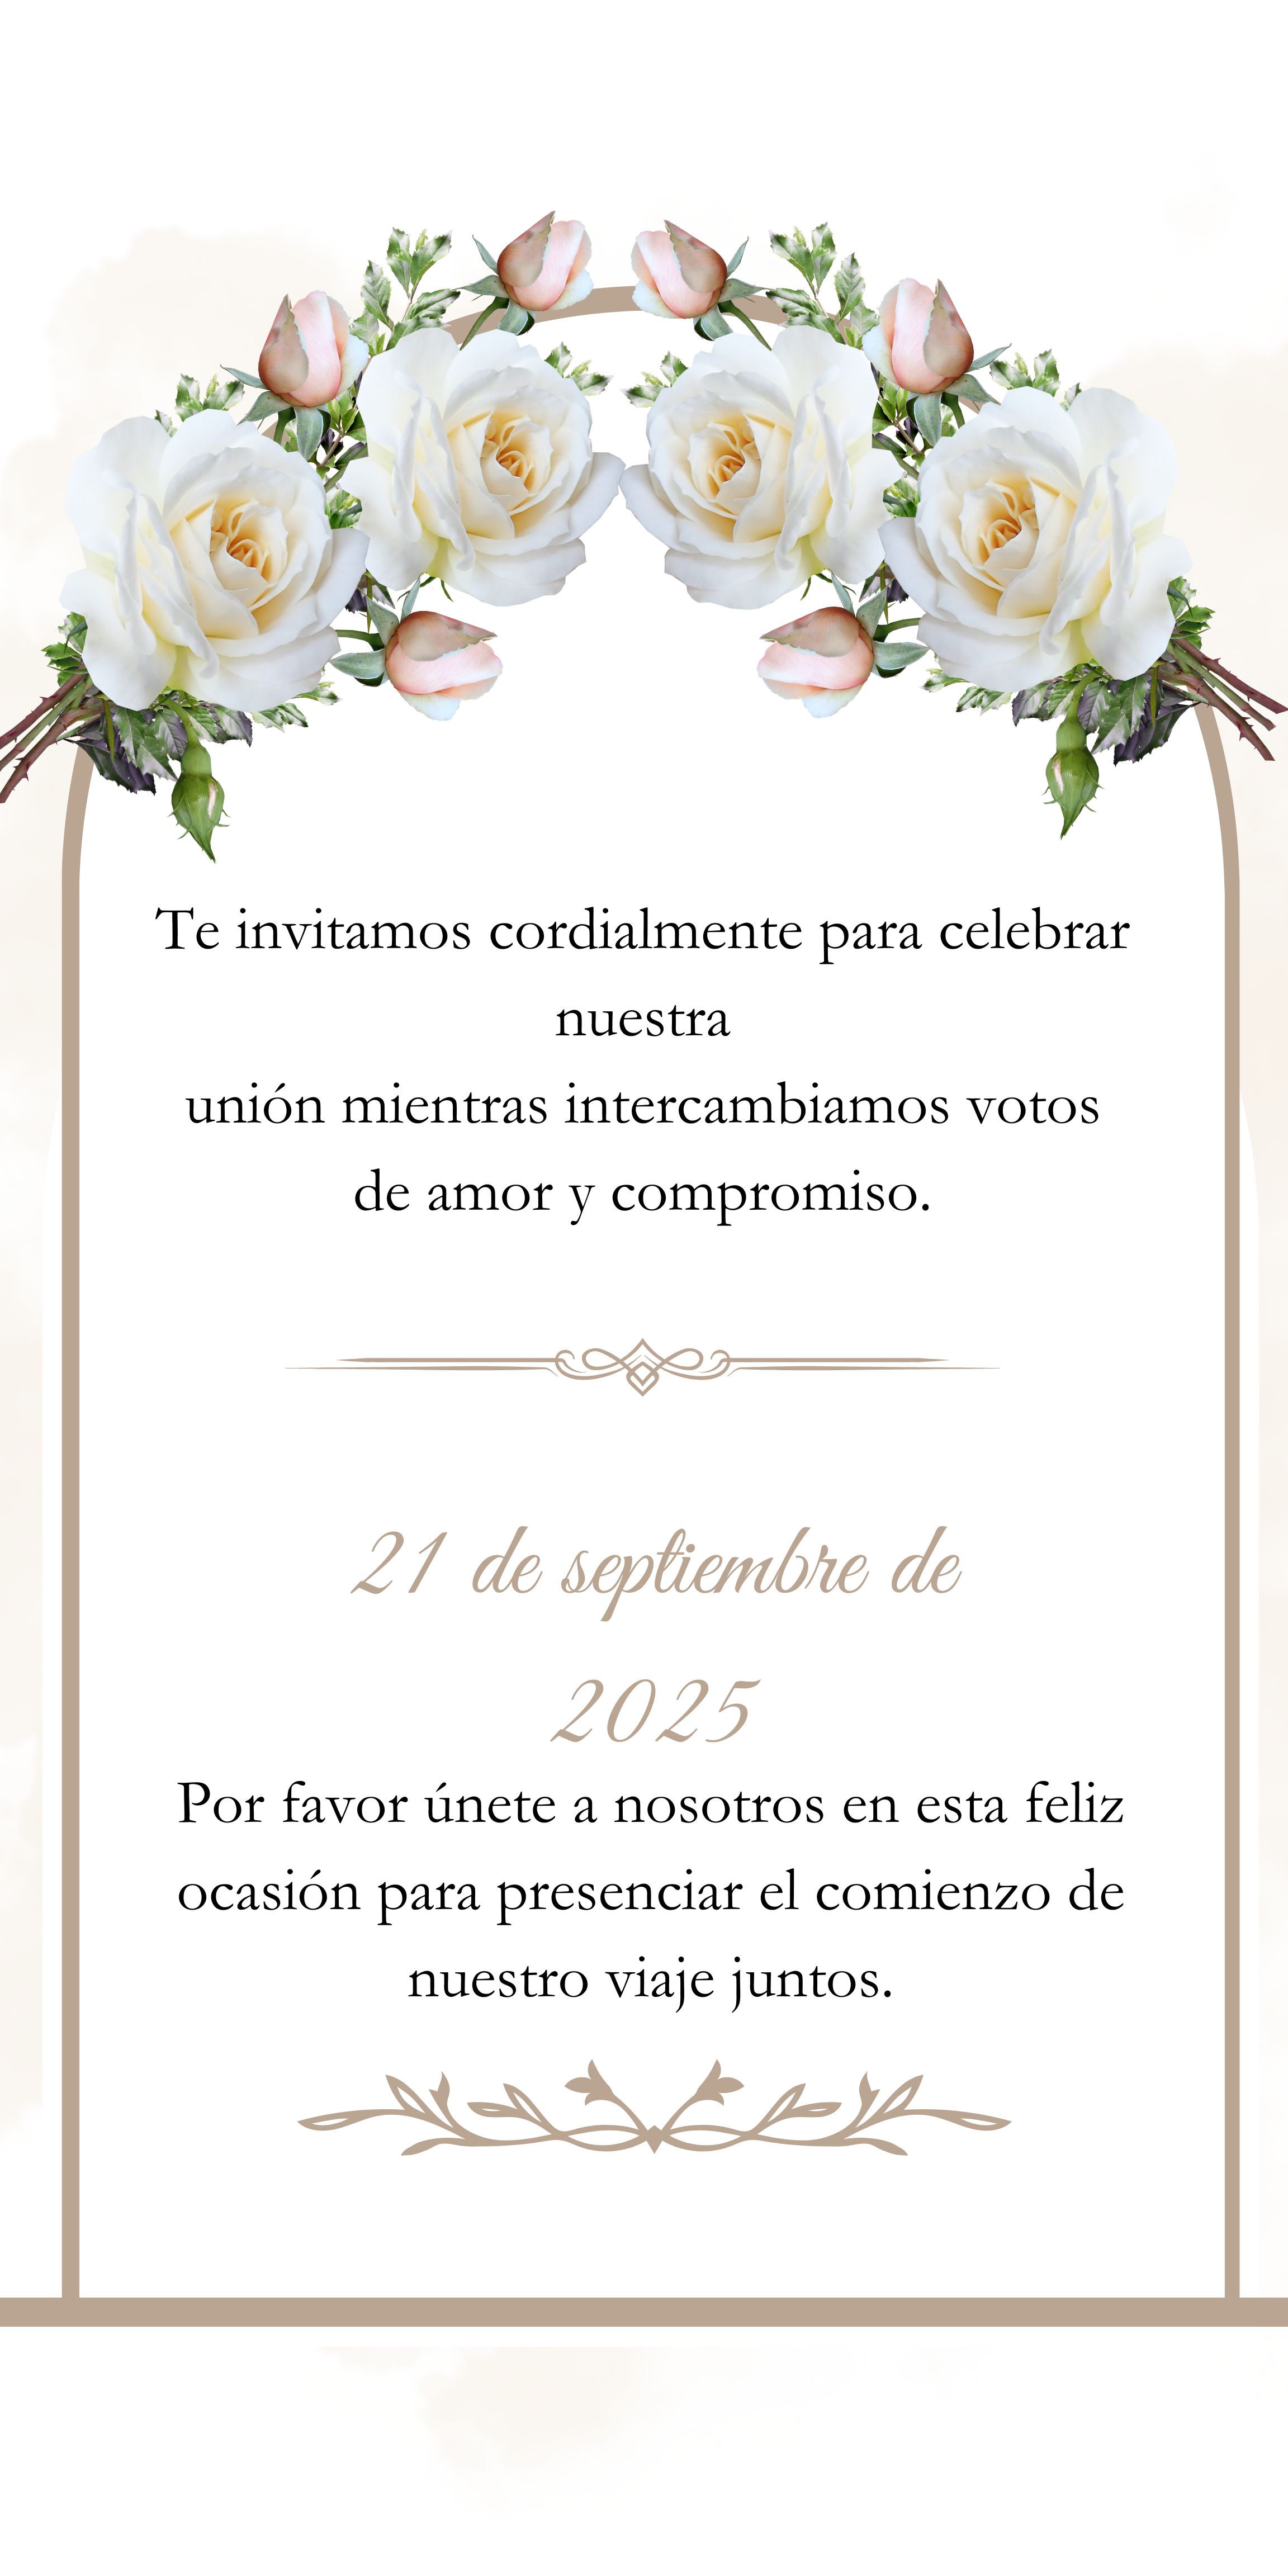 Te invitamos cordialmente para celebrar
nuestra
unión mientras intercambiamos votos
de amor y compromiso.
21 de septiembre de
2025
Por favor únete a nosotros en esta feliz
ocasión para presenciar el comienzo de
nuestro viaje juntos.